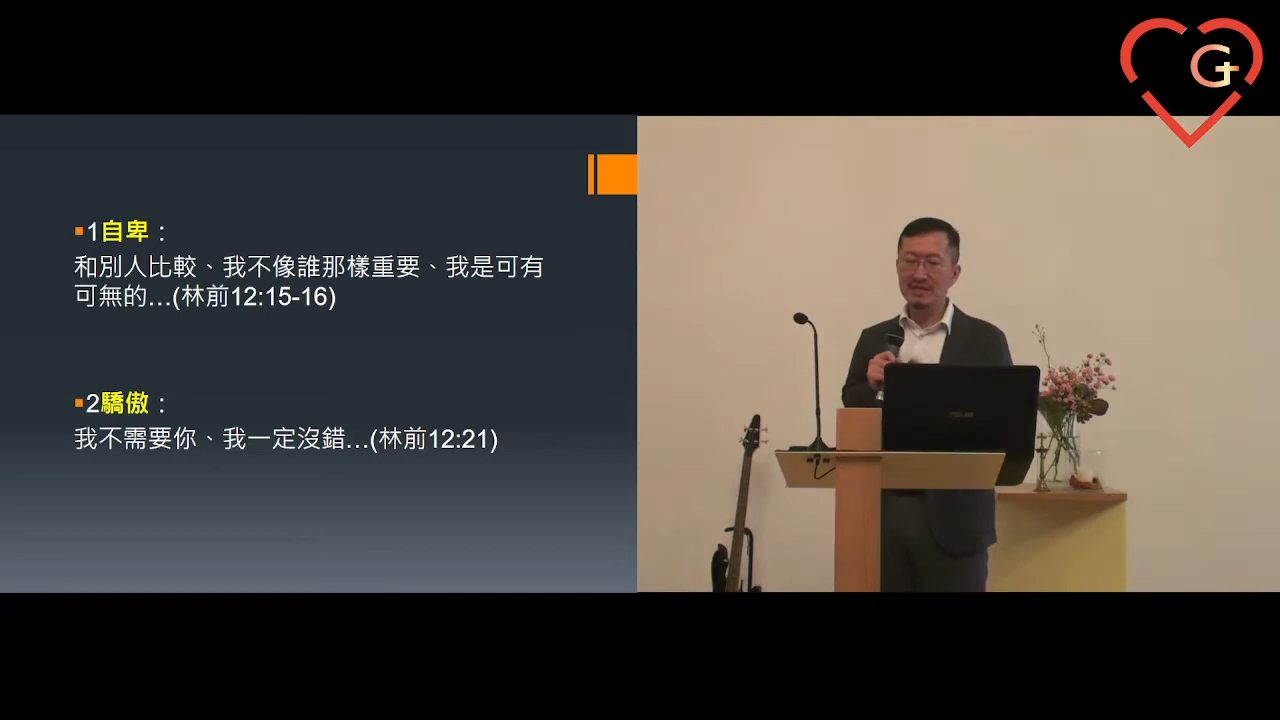 1自卑：
和別人比較、我不像誰那樣重要、我是可有
可無的…(林前12:15-16)
2驕傲：
我不需要你、我一定沒錯…(林前12:21)
G
ASUS